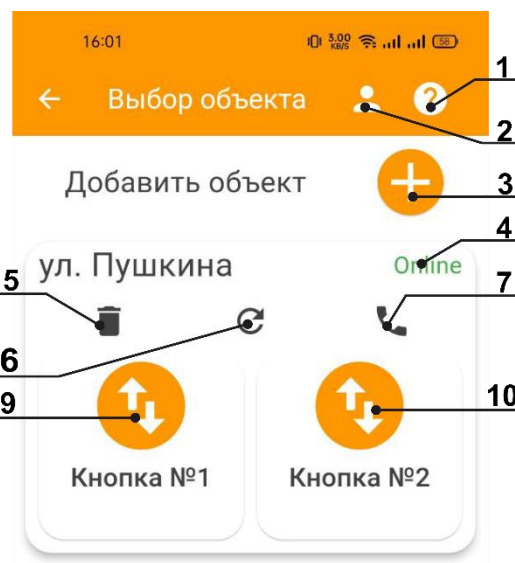 16:01 3.00 KB/S 58
1
Выбор объекта ?
2
Добавить объект
3
4
ул. Пушкина Online
5
7
6
9
10
Кнопка №1 Кнопка №2